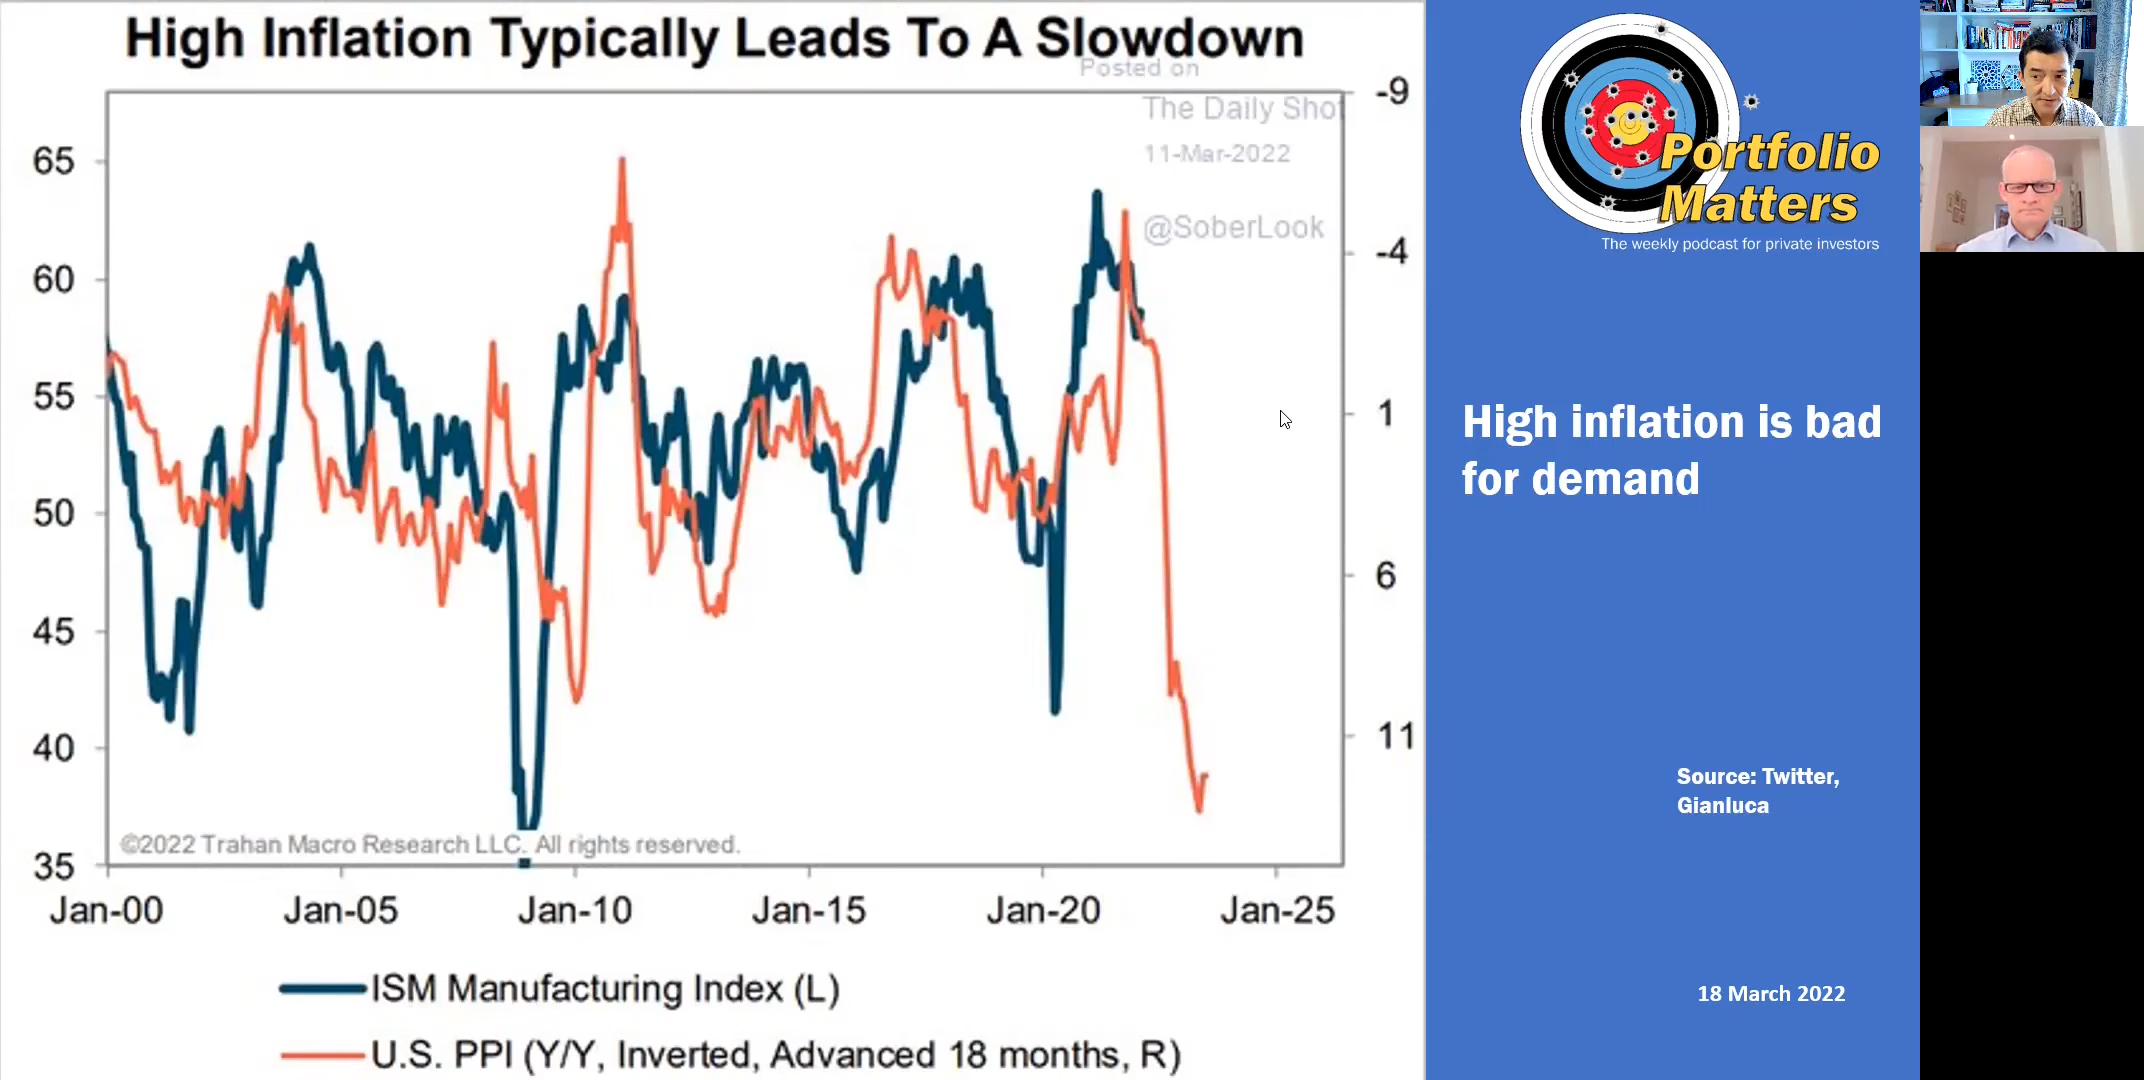 High Inflation Typically Leads To A Slowdown
Posted on
The Daily Shot
11-Mar-2022
@SoberLook
65
60
55
50
45
40
35
-9
-4
1
6
11
©2022 Trahan Macro Research LLC. All rights reserved.
Jan-00
Jan-05
Jan-10
Jan-15
Jan-20
Jan-25
ISM Manufacturing Index (L)
U.S. PPI (Y/Y, Inverted, Advanced 18 months, R)
Portfolio
Matters
The weekly podcast for private investors
High inflation is bad
for demand
Source: Twitter,
Gianluca
18 March 2022